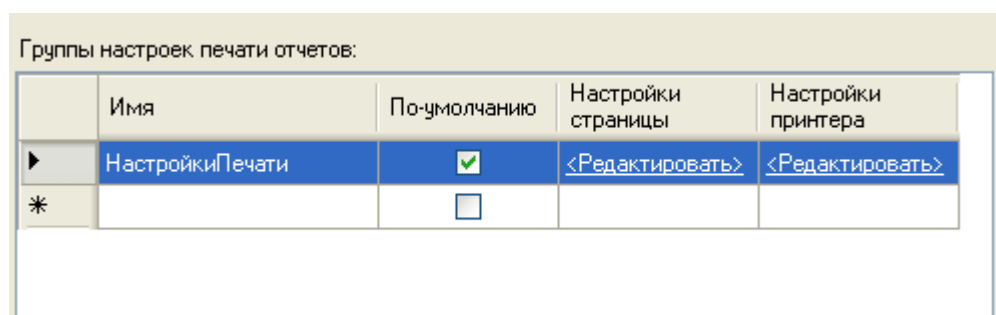 Группы настроек печати отчетов:
Имя По-умолчанию Настройки страницы Настройки принтера
НастройкиПечати <Редактировать> <Редактировать>